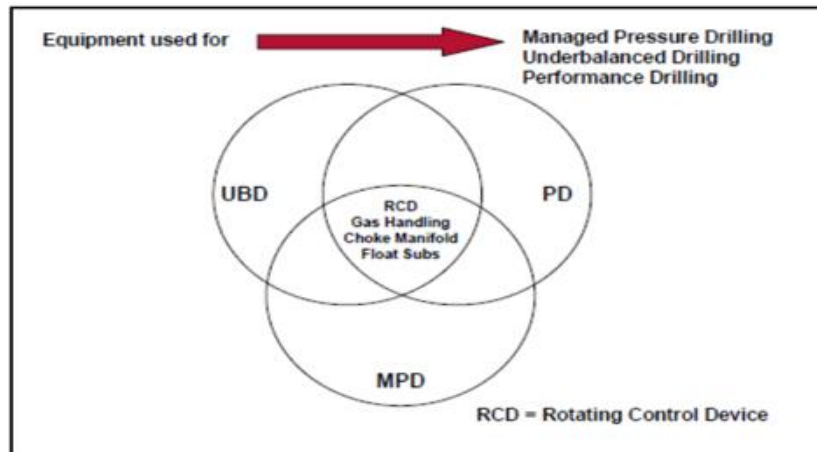 Equipment used for
Managed Pressure Drilling
Underbalanced Drilling
Performance Drilling
UBD
PD
RCD
Gas Handling
Choke Manifold
Float Subs
MPD
RCD = Rotating Control Device